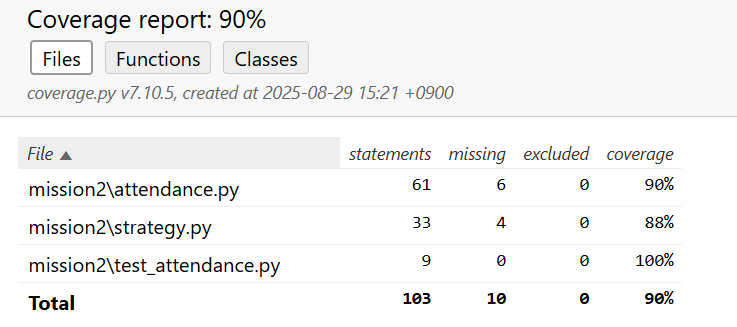 Coverage report: 90%
Files Functions Classes
coverage.py v7.10.5, created at 2025-08-29 15:21 +0900
File ▲ statements missing excluded coverage
mission2\attendance.py 61 6 0 90%
mission2\strategy.py 33 4 0 88%
mission2\test_attendance.py 9 0 0 100%
Total 103 10 0 90%